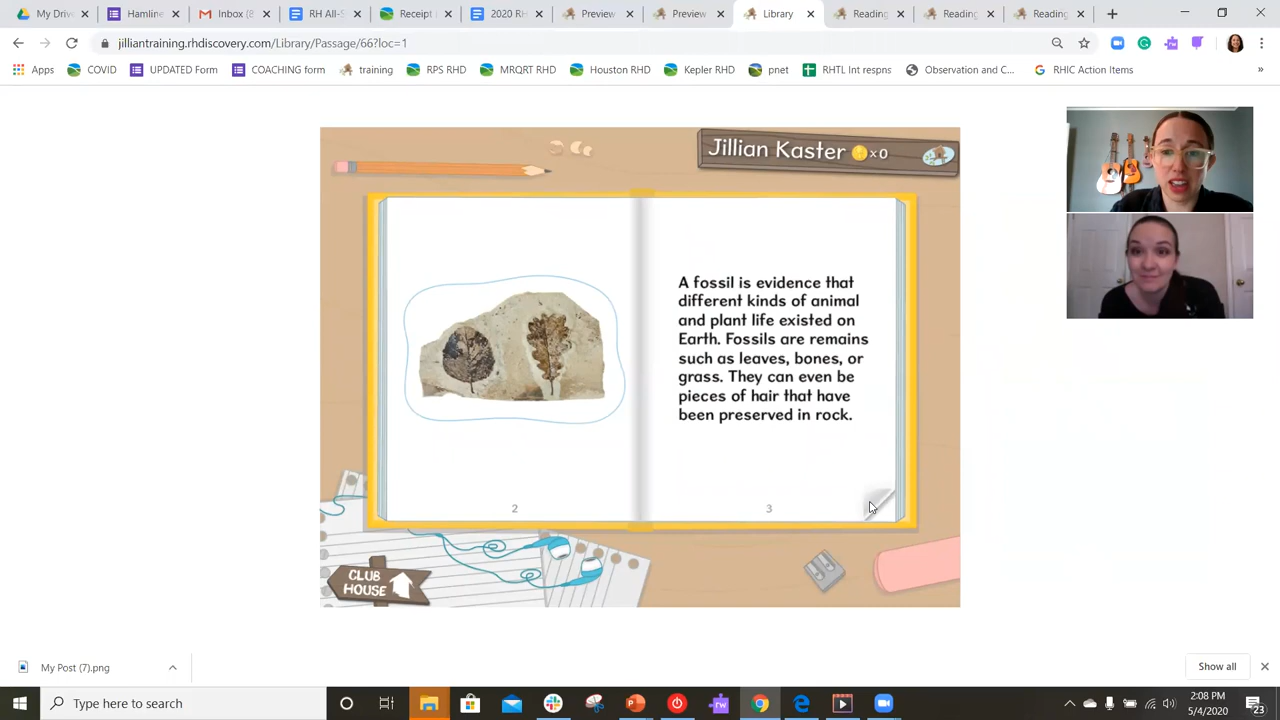 My Driv
Hamline
Inbox (8
RH All-S
Receipt
2020 RH
Preview
Preview
Library
Reading
Reading
Reading
jilliantraining.rhdiscovery.com/Library/Passage/66?loc=1
Apps
COVID
UPDATED Form
COACHING form
training
RPS RHD
MRQRT RHD
Houston RHD
Kepler RHD
pnet
RHTL Int respns
Observation and C...
RHIC Action Items
»
Jillian Kaster ×0
A fossil is evidence that
different kinds of animal
and plant life existed on
Earth. Fossils are remains
such as leaves, bones, or
grass. They can even be
pieces of hair that have
been preserved in rock.
2
3
CLUB
HOUSE
My Post (7).png
Show all
Type here to search
2:08 PM
5/4/2020
23